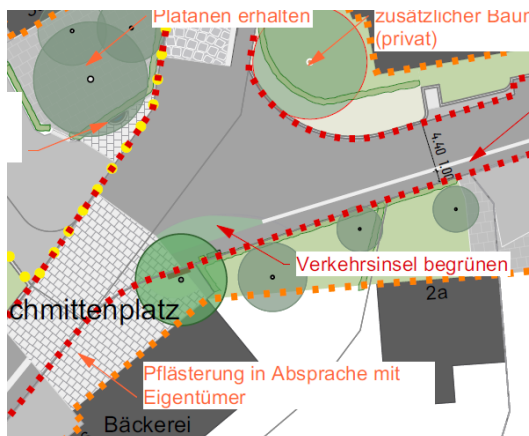 Platanen erhalten
zusätzlicher Baum
(privat)
4,40 1,00
Verkehrsinsel begrünen
2a
chmittenplatz
Pflästerung in Absprache mit
Eigentümer
Bäckerei